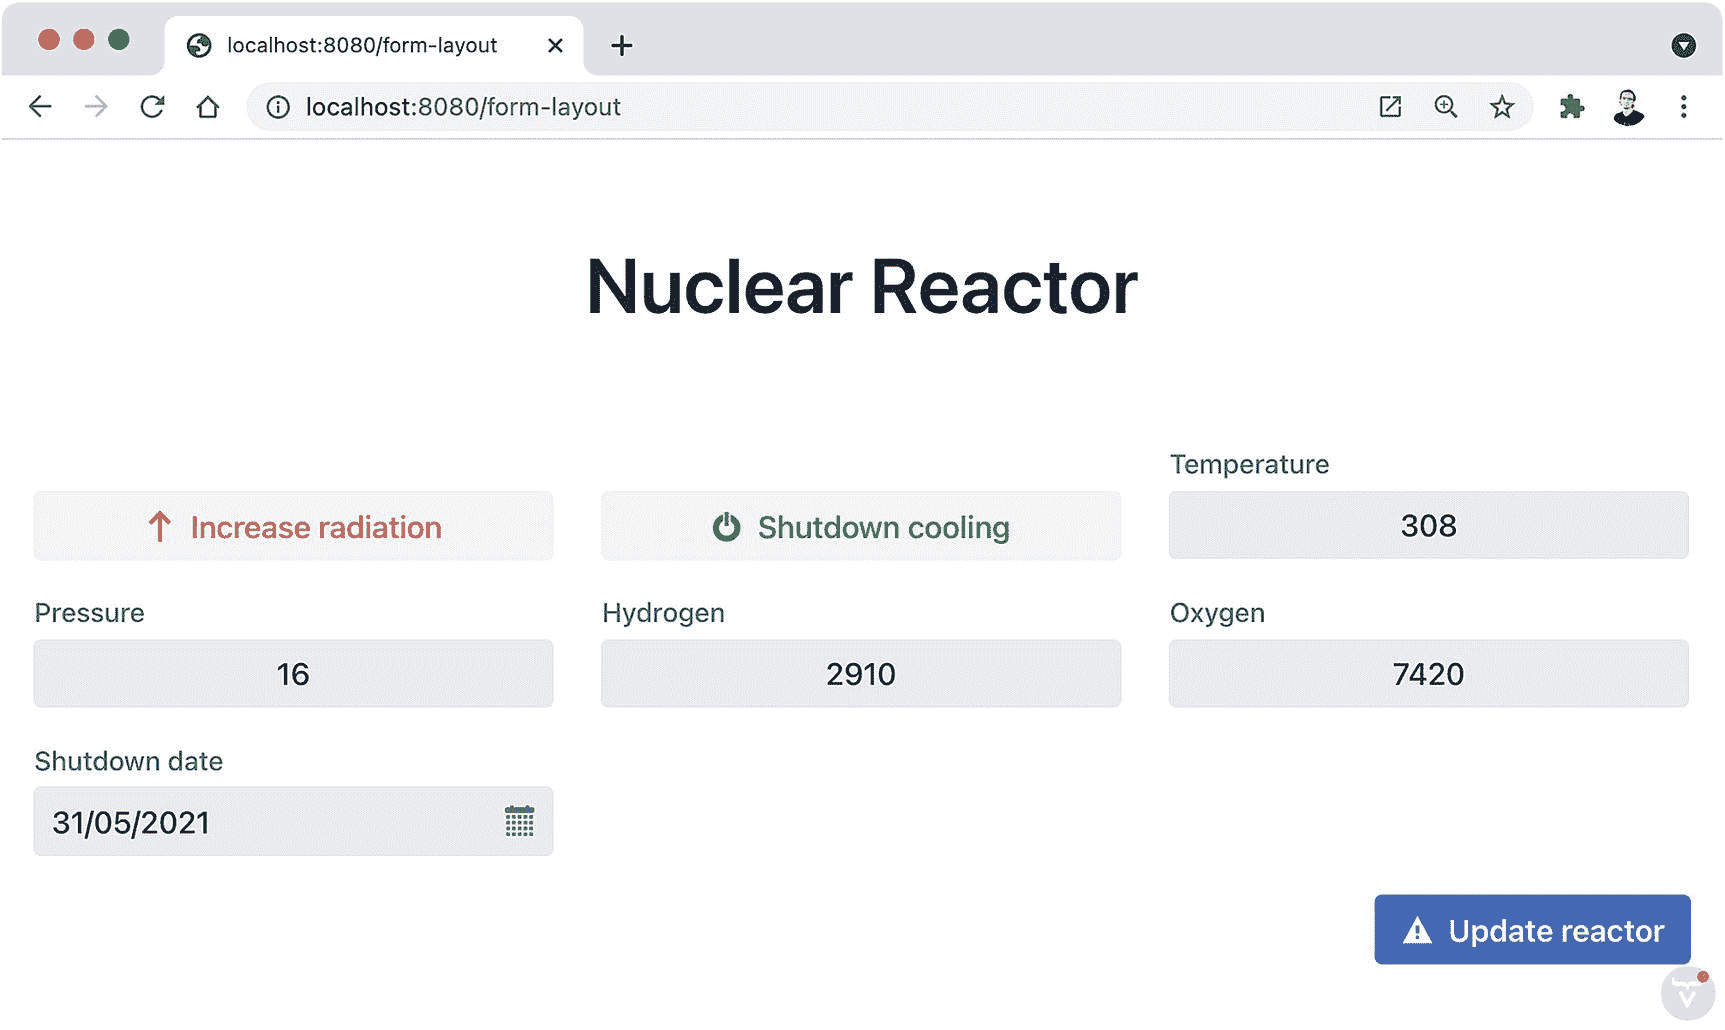 localhost:8080/form-layout
localhost:8080/form-layout
Nuclear Reactor
Temperature
Increase radiation
Shutdown cooling
308
Pressure
Hydrogen
Oxygen
16
2910
7420
Shutdown date
31/05/2021
Update reactor